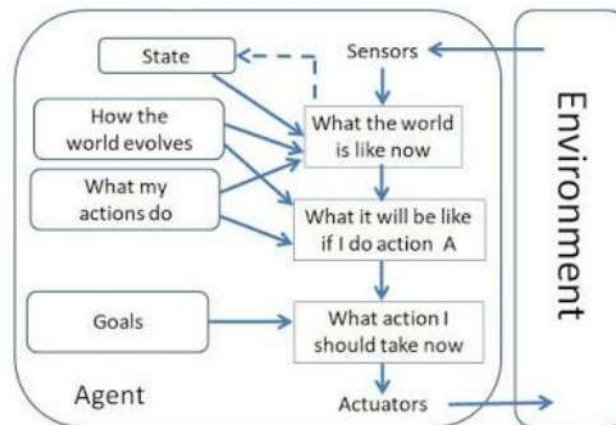 State
Sensors
How the
world evolves
What the world
is like now
What my
actions do
What it will be like
if I do action A
Goals
What action I
should take now
Agent
Actuators
Environment